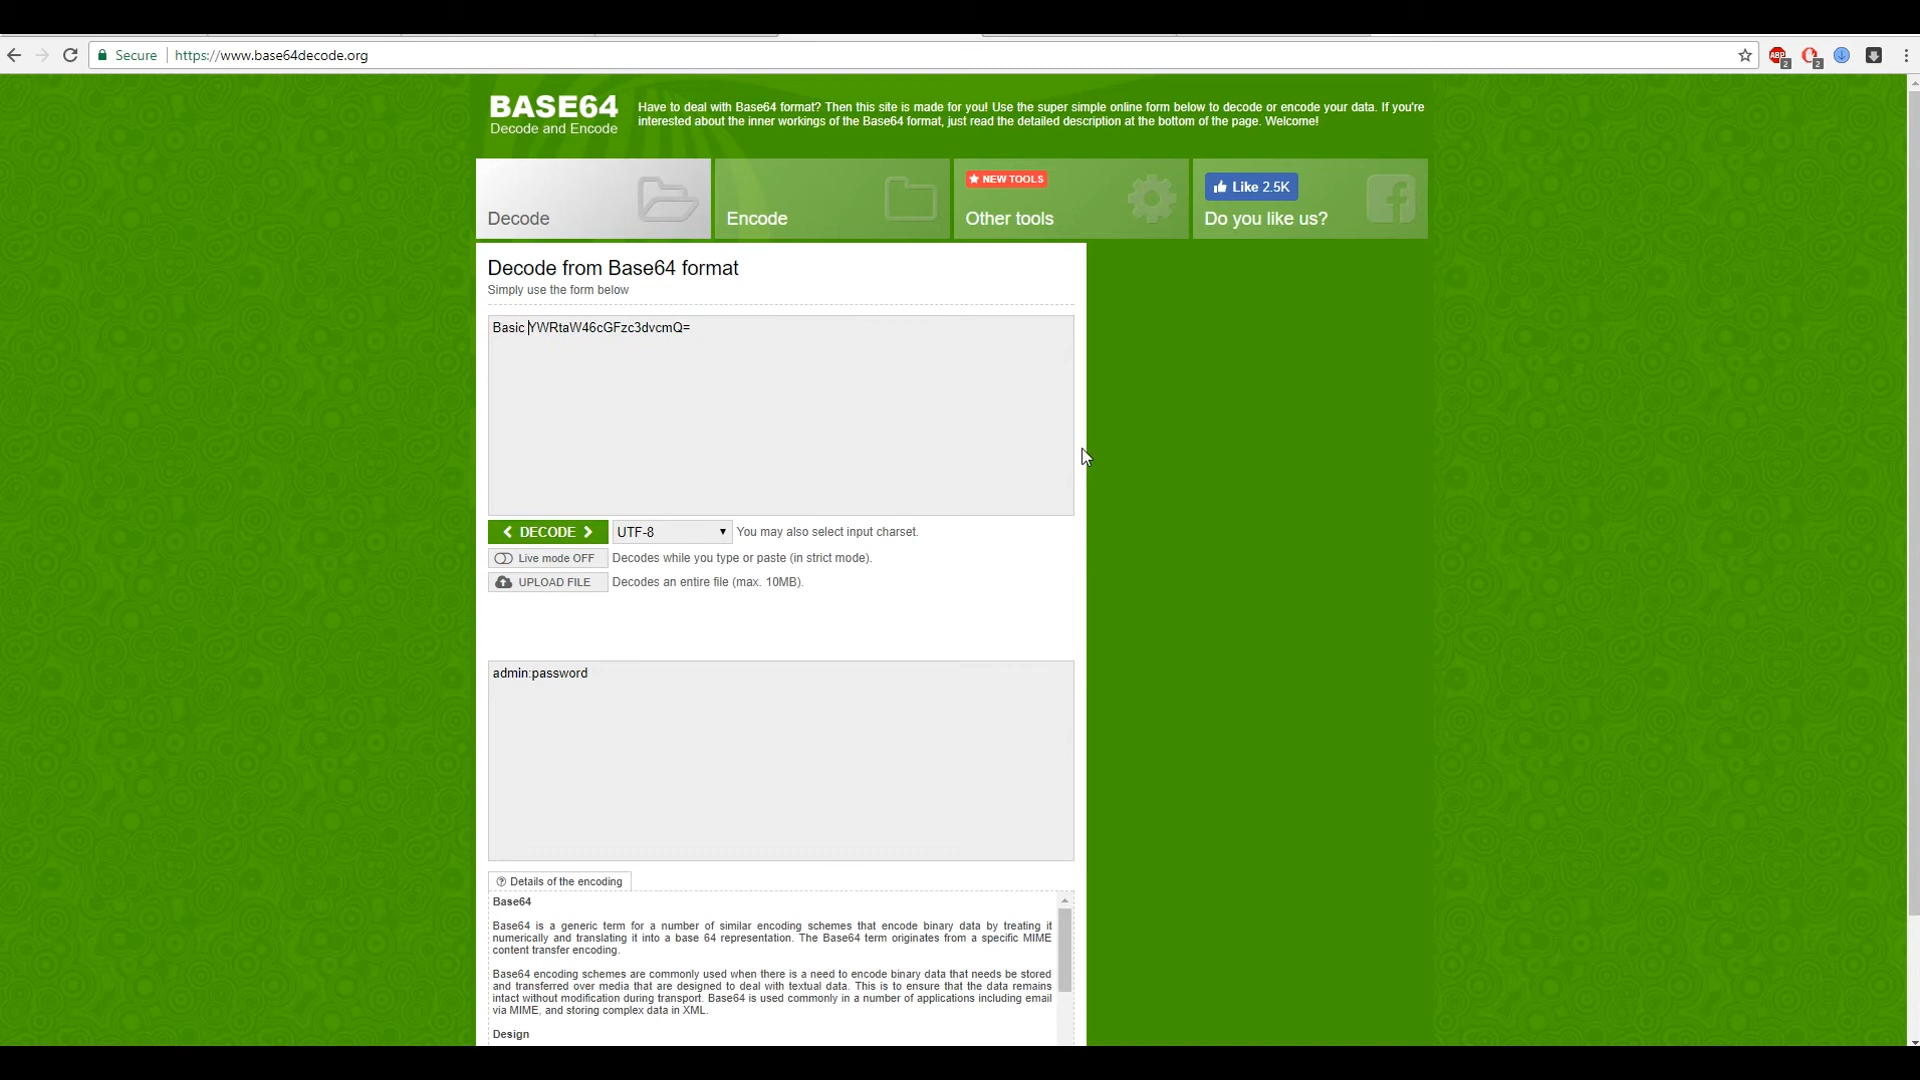 Secure https://www.base64decode.org
ABP 2 2
BASE64
Decode and Encode
Have to deal with Base64 format? Then this site is made for you! Use the super simple online form below to decode or encode your data. If you're
interested about the inner workings of the Base64 format, just read the detailed description at the bottom of the page. Welcome!
Decode
Encode
NEW TOOLS
Other tools
Like 2.5K
Do you like us?
Decode from Base64 format
Simply use the form below
Basic YWRtaW46cGFzc3dvcmQ=
< DECODE > UTF-8 You may also select input charset.
Live mode OFF Decodes while you type or paste (in strict mode).
UPLOAD FILE Decodes an entire file (max. 10MB).
admin:password
Details of the encoding
Base64
Base64 is a generic term for a number of similar encoding schemes that encode binary data by treating it
numerically and translating it into a base 64 representation. The Base64 term originates from a specific MIME
content transfer encoding.
Base64 encoding schemes are commonly used when there is a need to encode binary data that needs be stored
and transferred over media that are designed to deal with textual data. This is to ensure that the data remains
intact without modification during transport. Base64 is used commonly in a number of applications including email
via MIME, and storing complex data in XML.
Design